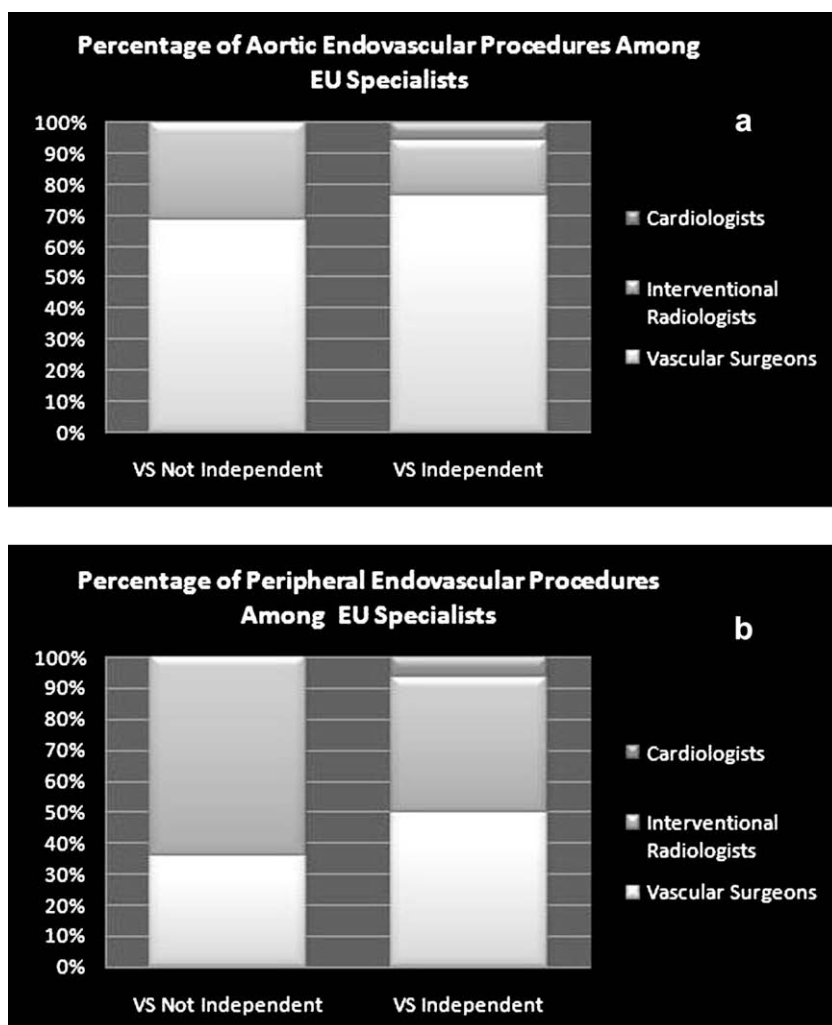 Percentage of Aortic Endovascular Procedures Among
EU Specialists
a
100%
90%
80%
70%
60%
50%
40%
30%
20%
10%
0%
Cardiologists
Interventional
Radiologists
Vascular Surgeons
VS Not Independent
VS Independent
Percentage of Peripheral Endovascular Procedures
Among EU Specialists
b
100%
90%
80%
70%
60%
50%
40%
30%
20%
10%
0%
Cardiologists
Interventional
Radiologists
Vascular Surgeons
VS Not Independent
VS Independent